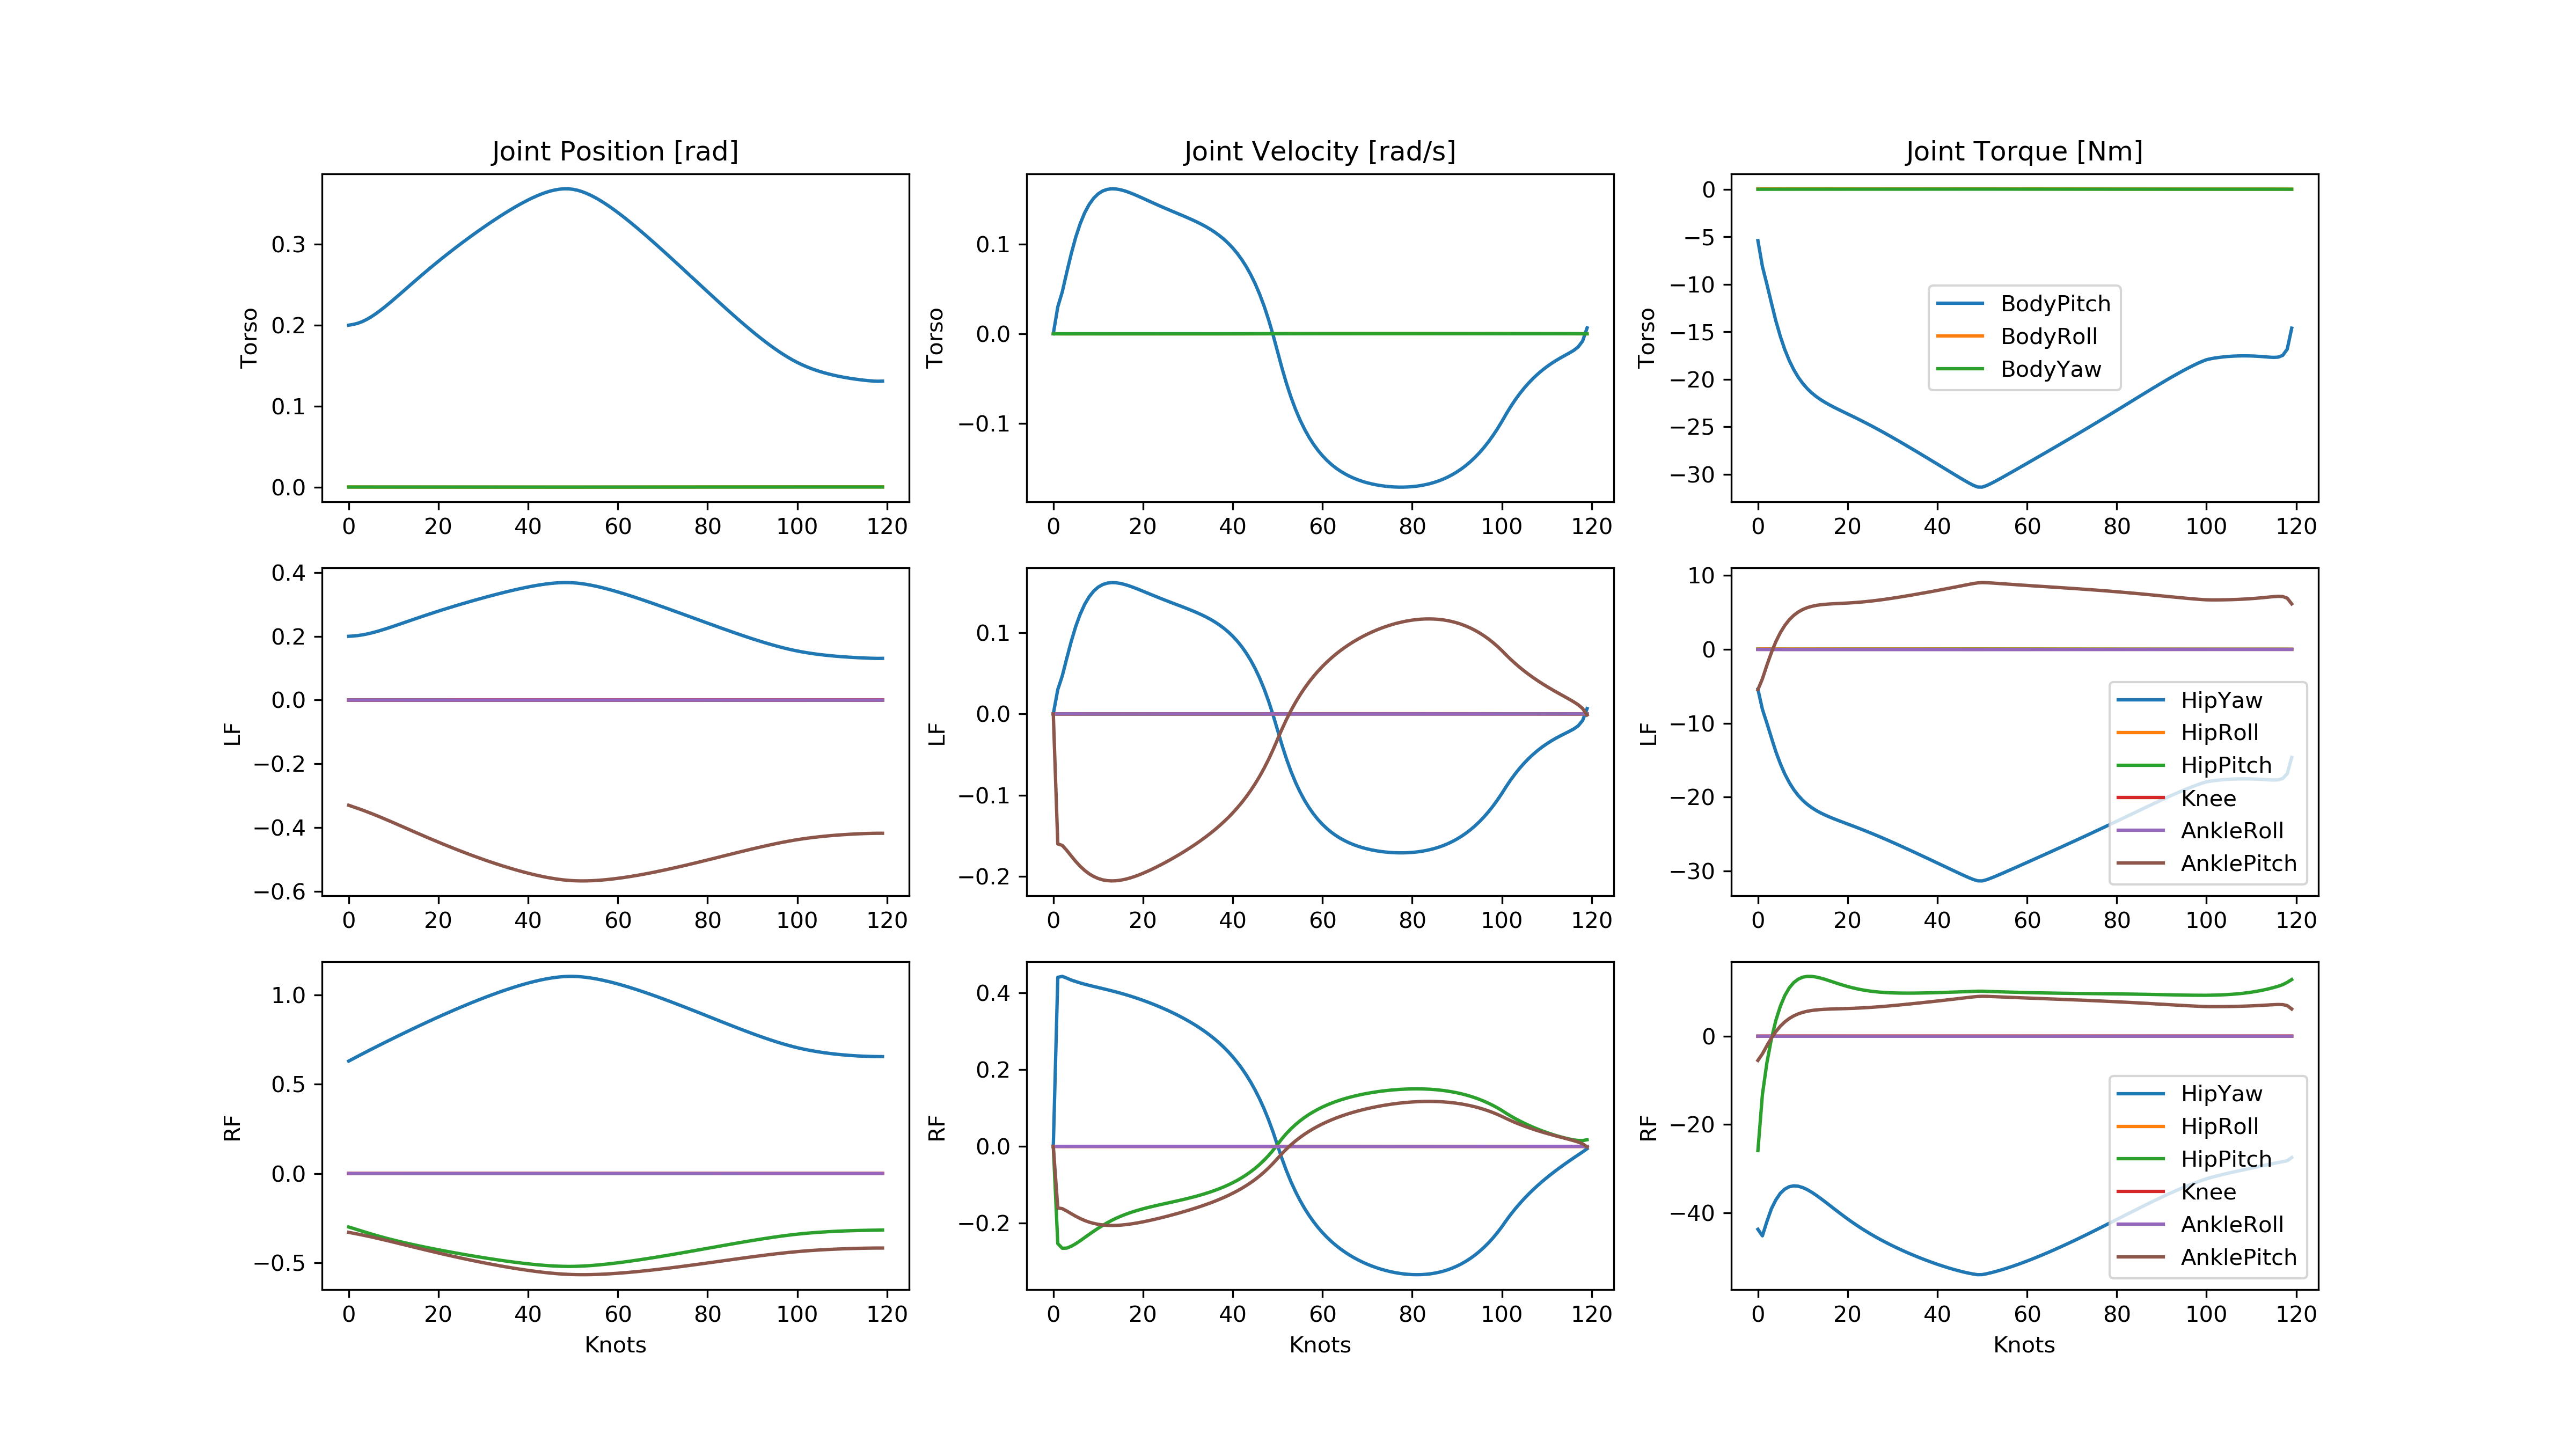 Joint Position [rad]
Joint Velocity [rad/s]
Joint Torque [Nm]
Torso
0.3
0.2
0.1
0.0
0 20 40 60 80 100 120
Torso
0.1
0.0
−0.1
0 20 40 60 80 100 120
Torso
0
−5
−10
−15
−20
−25
−30
BodyPitch
BodyRoll
BodyYaw
0 20 40 60 80 100 120
LF
0.4
0.2
0.0
−0.2
−0.4
−0.6
0 20 40 60 80 100 120
LF
0.1
0.0
−0.1
−0.2
0 20 40 60 80 100 120
LF
10
0
−10
−20
−30
HipYaw
HipRoll
HipPitch
Knee
AnkleRoll
AnklePitch
0 20 40 60 80 100 120
RF
1.0
0.5
0.0
−0.5
0 20 40 60 80 100 120
Knots
RF
0.4
0.2
0.0
−0.2
0 20 40 60 80 100 120
Knots
RF
0
−20
−40
HipYaw
HipRoll
HipPitch
Knee
AnkleRoll
AnklePitch
0 20 40 60 80 100 120
Knots